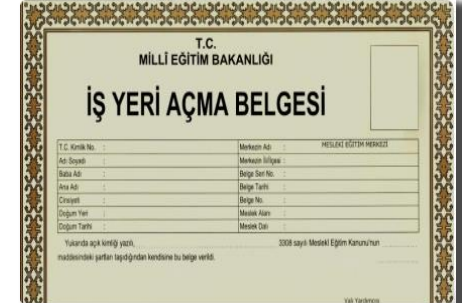 T.C.
MİLLÎ EĞİTİM BAKANLIĞI
İŞ YERİ AÇMA BELGESİ
T.C. Kimlik No. :
Adı Soyadı :
Baba Adı :
Ana Adı :
Cinsiyeti :
Doğum Yeri :
Doğum Tarihi :
Merkezin Adı : MESLEKİ EĞİTİM MERKEZİ
Merkezin İli/İlçesi :
Belge Seri No. :
Belge Tarihi :
Belge No. :
Meslek Alanı :
Meslek Dalı :
Yukarıda açık kimliği yazılı, 3308 sayılı Mesleki Eğitim Kanunu'nun
maddesindeki şartları taşıdığından kendisine bu belge verildi.
Vali Yardımcısı